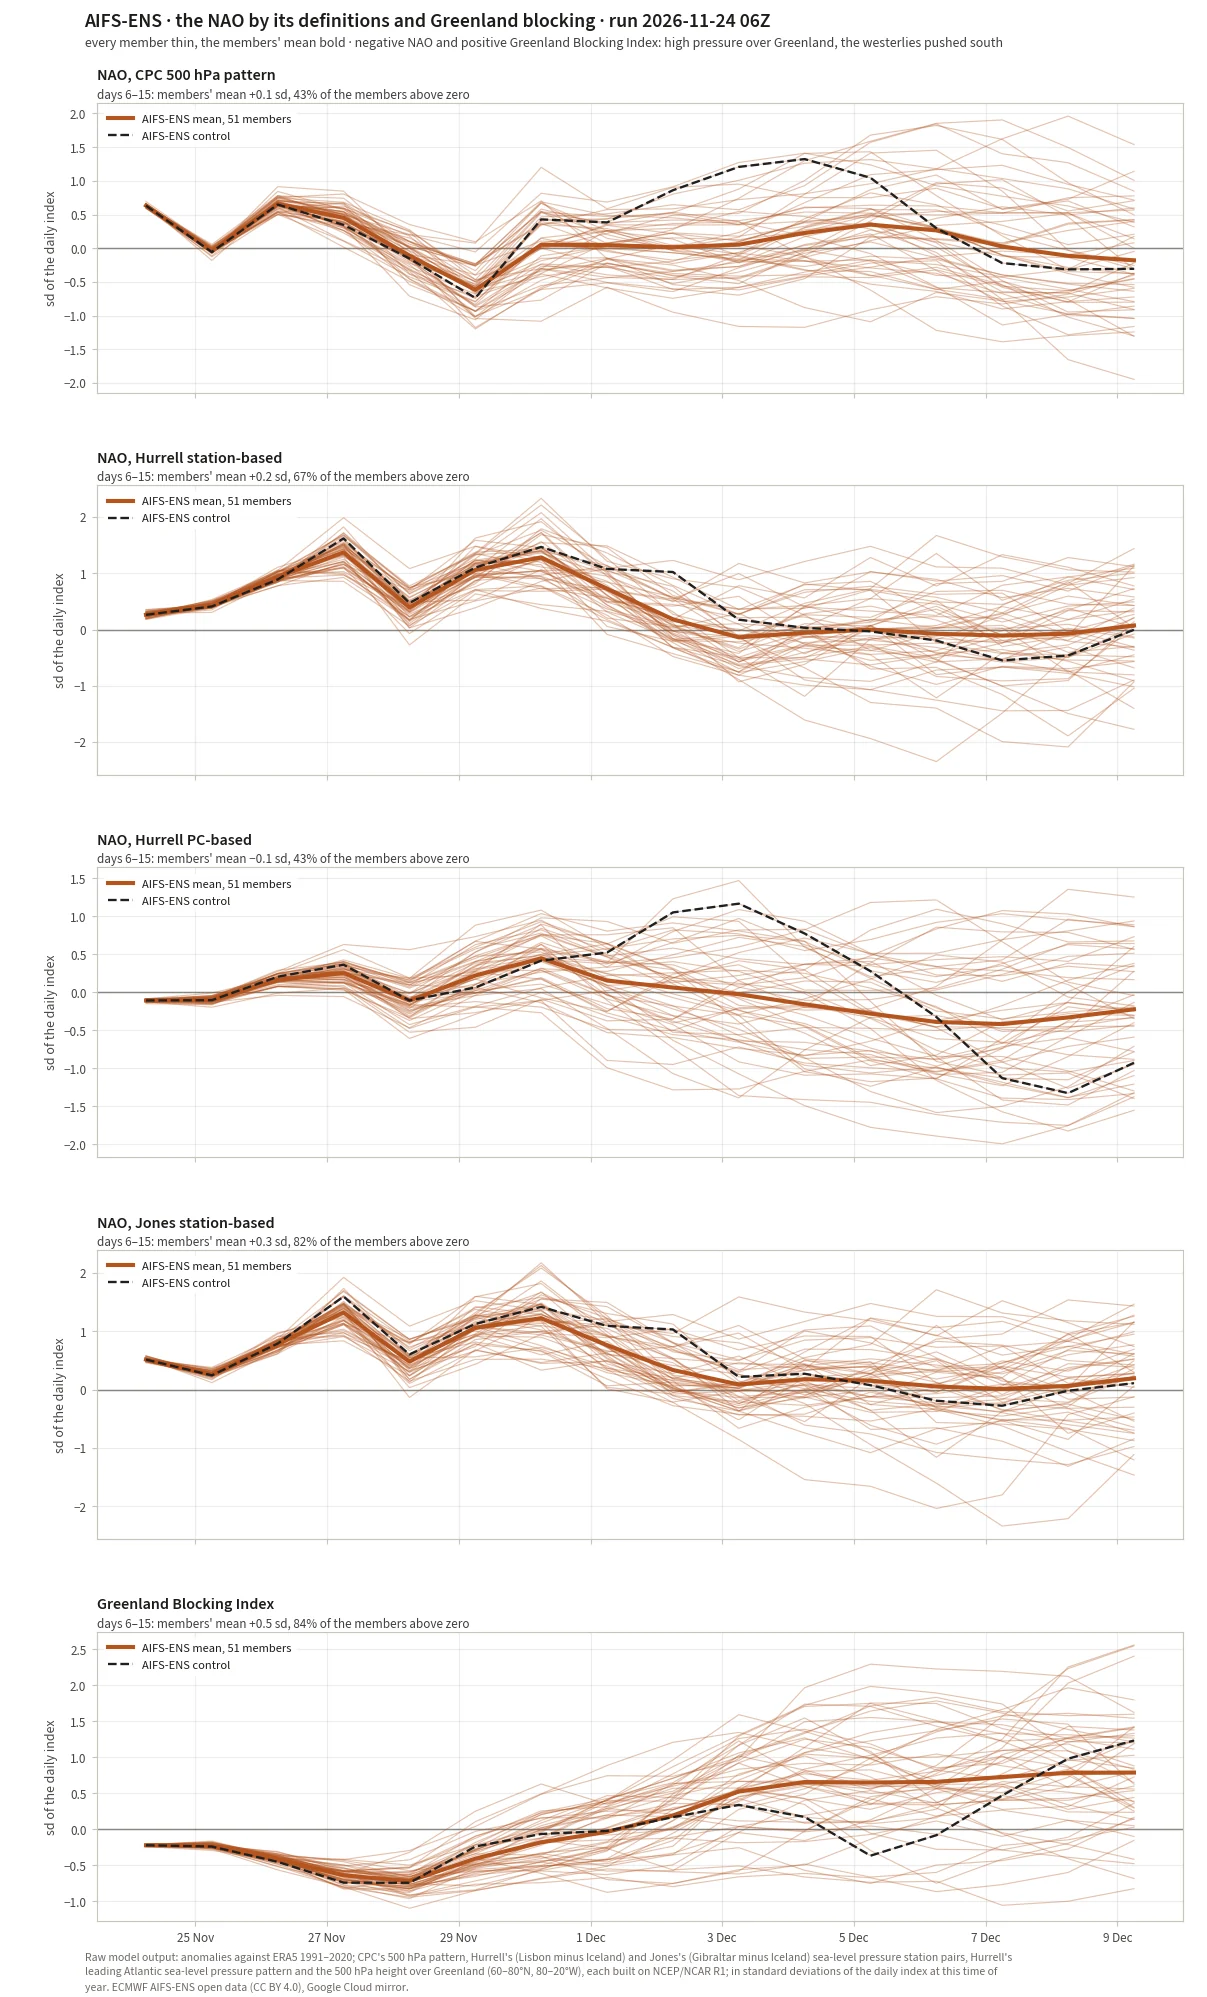 AIFS-ENS · the NAO by its definitions and Greenland blocking · run 2026-11-24 06Z
every member thin, the members' mean bold · negative NAO and positive Greenland Blocking Index: high pressure over Greenland, the westerlies pushed south
NAO, CPC 500 hPa pattern
days 6–15: members' mean +0.1 sd, 43% of the members above zero
AIFS-ENS mean, 51 members
AIFS-ENS control
sd of the daily index
2.0
1.5
1.0
0.5
0.0
−0.5
−1.0
−1.5
−2.0
NAO, Hurrell station-based
days 6–15: members' mean +0.2 sd, 67% of the members above zero
AIFS-ENS mean, 51 members
AIFS-ENS control
sd of the daily index
2
1
0
−1
−2
NAO, Hurrell PC-based
days 6–15: members' mean −0.1 sd, 43% of the members above zero
AIFS-ENS mean, 51 members
AIFS-ENS control
sd of the daily index
1.5
1.0
0.5
0.0
−0.5
−1.0
−1.5
−2.0
NAO, Jones station-based
days 6–15: members' mean +0.3 sd, 82% of the members above zero
AIFS-ENS mean, 51 members
AIFS-ENS control
sd of the daily index
2
1
0
−1
−2
Greenland Blocking Index
days 6–15: members' mean +0.5 sd, 84% of the members above zero
AIFS-ENS mean, 51 members
AIFS-ENS control
sd of the daily index
2.5
2.0
1.5
1.0
0.5
0.0
−0.5
−1.0
25 Nov 27 Nov 29 Nov 1 Dec 3 Dec 5 Dec 7 Dec 9 Dec
Raw model output: anomalies against ERA5 1991–2020; CPC's 500 hPa pattern, Hurrell's (Lisbon minus Iceland) and Jones's (Gibraltar minus Iceland) sea-level pressure station pairs, Hurrell's
leading Atlantic sea-level pressure pattern and the 500 hPa height over Greenland (60–80°N, 80–20°W), each built on NCEP/NCAR R1; in standard deviations of the daily index at this time of
year. ECMWF AIFS-ENS open data (CC BY 4.0), Google Cloud mirror.